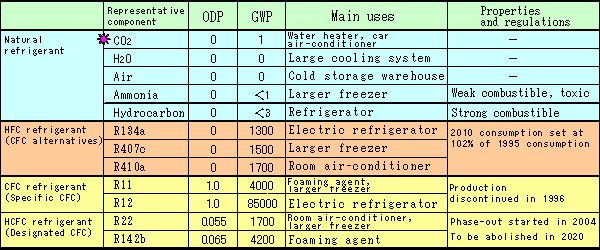 Representative component ODP GWP Main uses Properties and regulations
Natural refrigerant
CO2 0 1 Water heater, car air-conditioner —
H2O 0 0 Large cooling system —
Air 0 0 Cold storage warehouse —
Ammonia 0 <1 Larger freezer Weak combustible, toxic
Hydrocarbon 0 <3 Refrigerator Strong combustible
HFC refrigerant (CFC alternatives)
R134a 0 1300 Electric refrigerator
R407c 0 1500 Larger freezer
R410a 0 1700 Room air-conditioner
2010 consumption set at
102% of 1995 consumption
CFC refrigerant (Specific CFC)
R11 1.0 4000 Foaming agent, larger freezer
R12 1.0 85000 Electric refrigerator
Production
discontinued in 1996
HCFC refrigerant (Designated CFC)
R22 0.055 1700 Room air-conditioner, larger freezer Phase-out started in 2004
R142b 0.065 4200 Foaming agent To be abolished in 2020